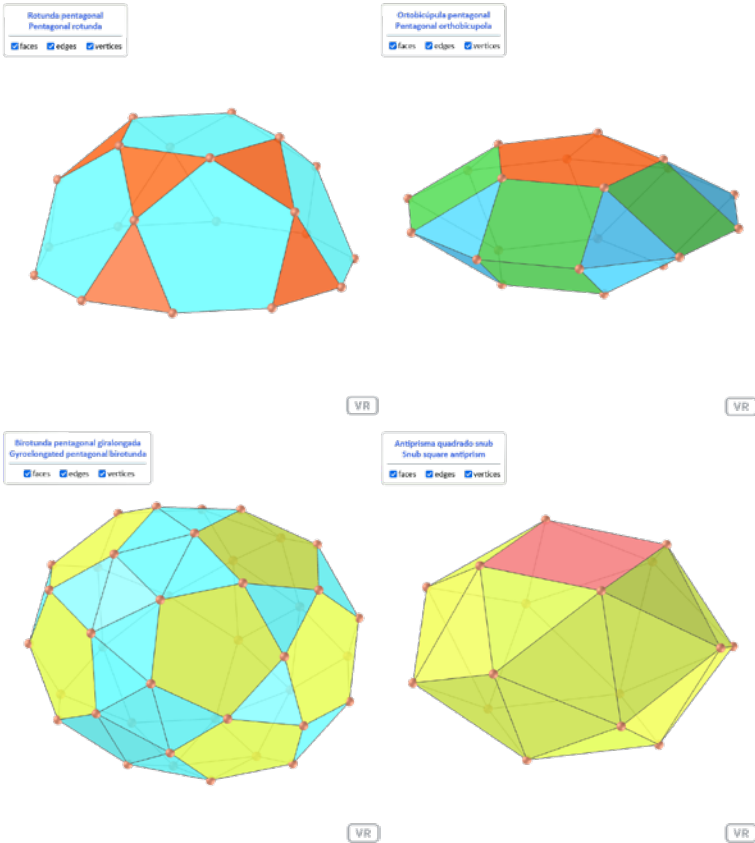 Rotunda pentagonal
Pentagonal rotunda
faces edges vertices
Ortobicúpula pentagonal
Pentagonal orthobicupola
faces edges vertices
VR
VR
Birotunda pentagonal giralongada
Gyroelongated pentagonal birotunda
faces edges vertices
Antiprisma quadrado snub
Snub square antiprism
faces edges vertices
VR
VR